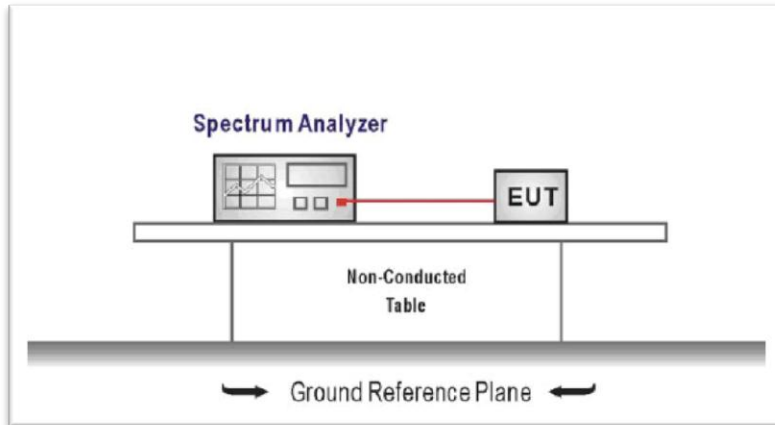 Spectrum Analyzer
EUT
Non-Conducted
Table
Ground Reference Plane